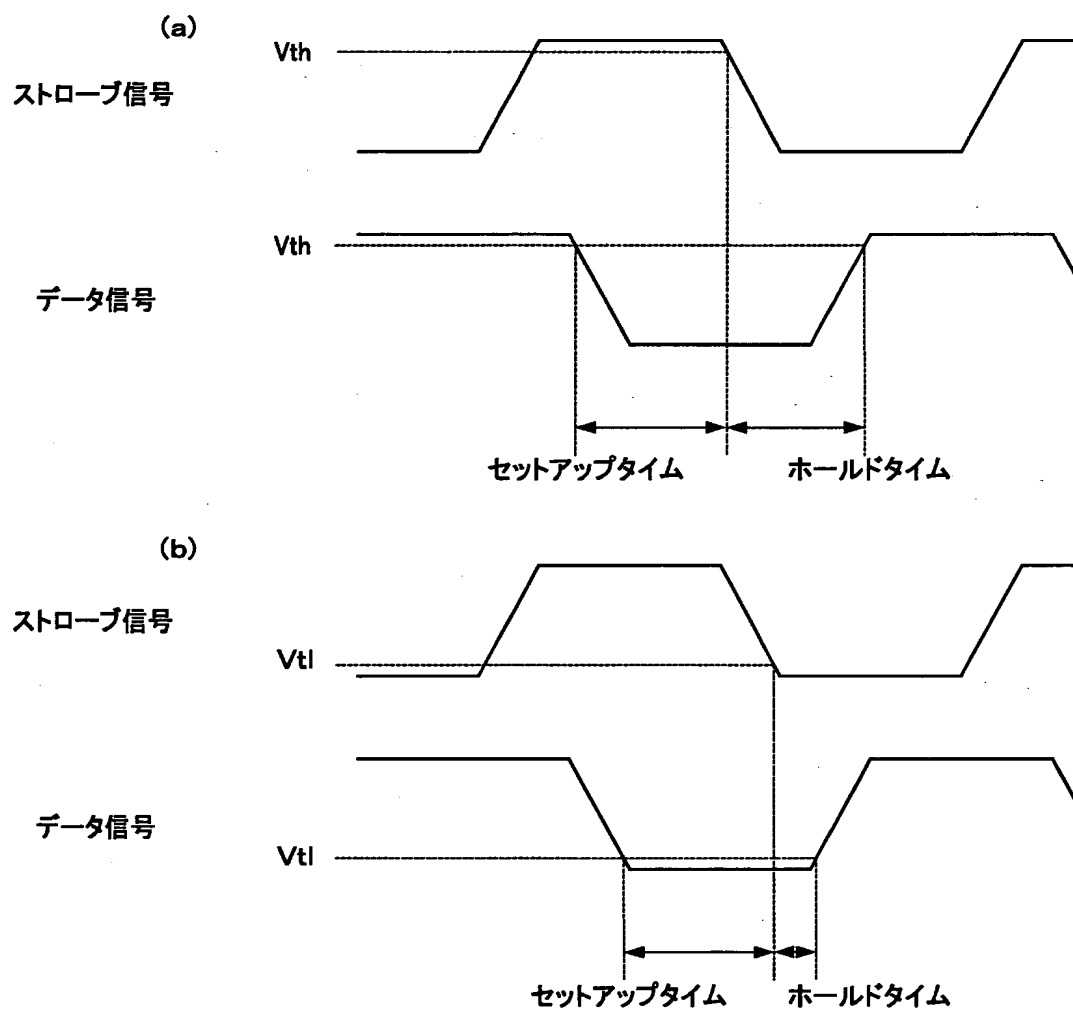 (a)
Vth
ストローブ信号
Vth
データ信号
セットアップタイム
ホールドタイム
(b)
ストローブ信号
Vtl
データ信号
Vtl
セットアップタイム
ホールドタイム